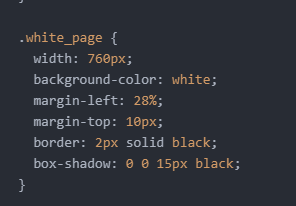 }
.white_page {
width: 760px;
background-color: white;
margin-left: 28%;
margin-top: 10px;
border: 2px solid black;
box-shadow: 0 0 15px black;
}